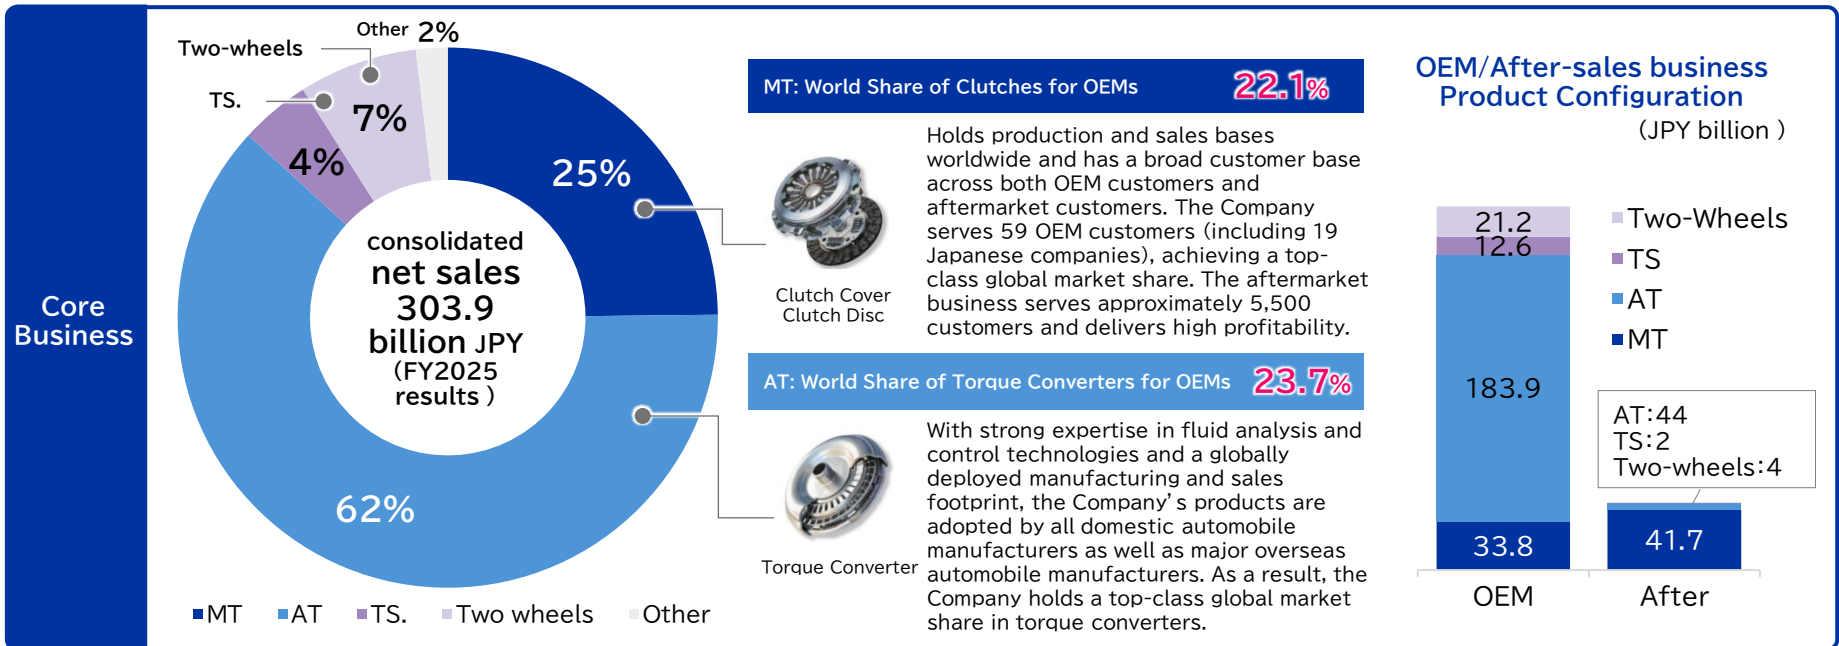 Core
Business
Two-wheels
Other 2%
TS.
7%
4%
25%
62%
consolidated
net sales
303.9
billion JPY
(FY2025
results )
MT AT TS. Two wheels Other
MT: World Share of Clutches for OEMs 22.1%
Clutch Cover
Clutch Disc
Holds production and sales bases
worldwide and has a broad customer base
across both OEM customers and
aftermarket customers. The Company
serves 59 OEM customers (including 19
Japanese companies), achieving a top-
class global market share. The aftermarket
business serves approximately 5,500
customers and delivers high profitability.
AT: World Share of Torque Converters for OEMs 23.7%
Torque Converter
With strong expertise in fluid analysis and
control technologies and a globally
deployed manufacturing and sales
footprint, the Company’s products are
adopted by all domestic automobile
manufacturers as well as major overseas
automobile manufacturers. As a result, the
Company holds a top-class global market
share in torque converters.
OEM/After-sales business
Product Configuration
(JPY billion )
21.2
12.6
183.9
33.8
41.7
OEM
After
Two-Wheels
TS
AT
MT
AT:44
TS:2
Two-wheels:4